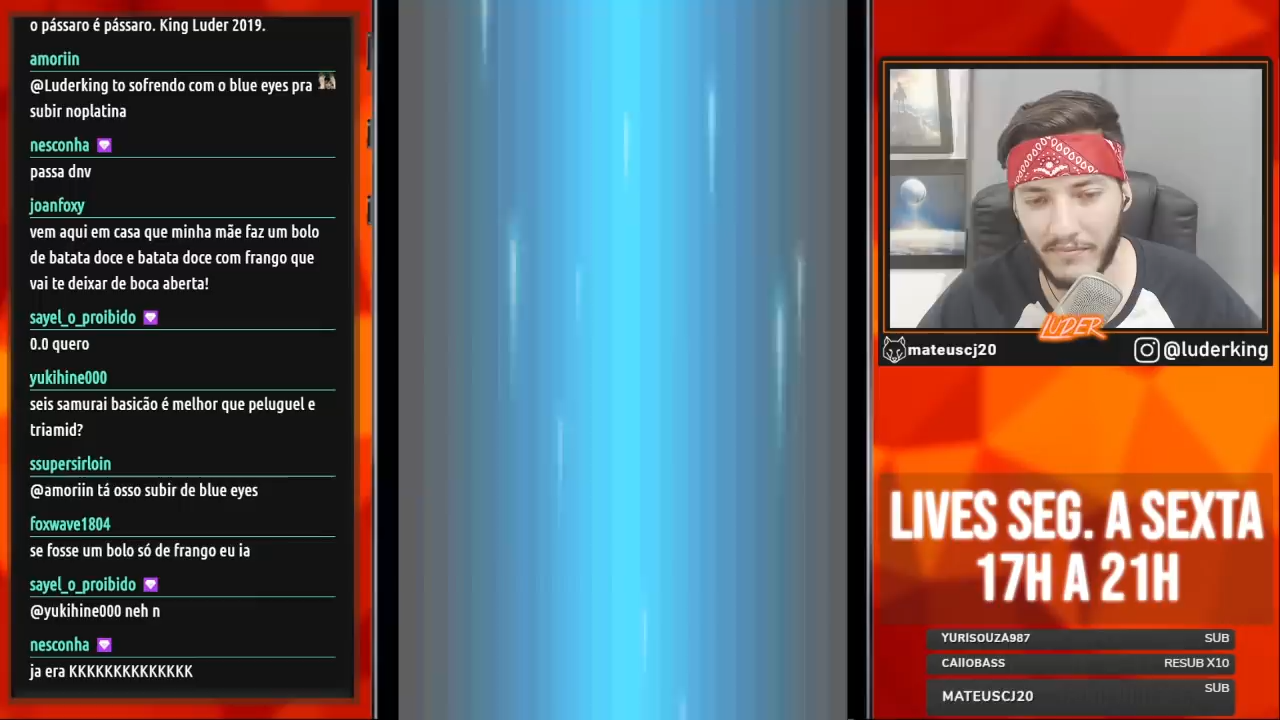 o pássaro é pássaro. King Luder 2019.
amoriin
@Luderking to sofrendo com o blue eyes pra
subir noplatina
nesconha
passa dnv
joanfoxy
vem aqui em casa que minha mãe faz um bolo
de batata doce e batata doce com frango que
vai te deixar de boca aberta!
sayel_o_proibido
0.0 quero
yukihine000
seis samurai basicão é melhor que peluguel e
triamid?
ssupersirloin
@amoriin tá osso subir de blue eyes
foxwave1804
se fosse um bolo só de frango eu ia
sayel_o_proibido
@yukihine000 neh n
nesconha
ja era KKKKKKKKKKKKKK
LUDER
mateuscj20
@luderking
LIVES SEG. A SEXTA
17H A 21H
YURISOUZA987 SUB
CAIIOBASS RESUB X10
MATEUSCJ20 SUB